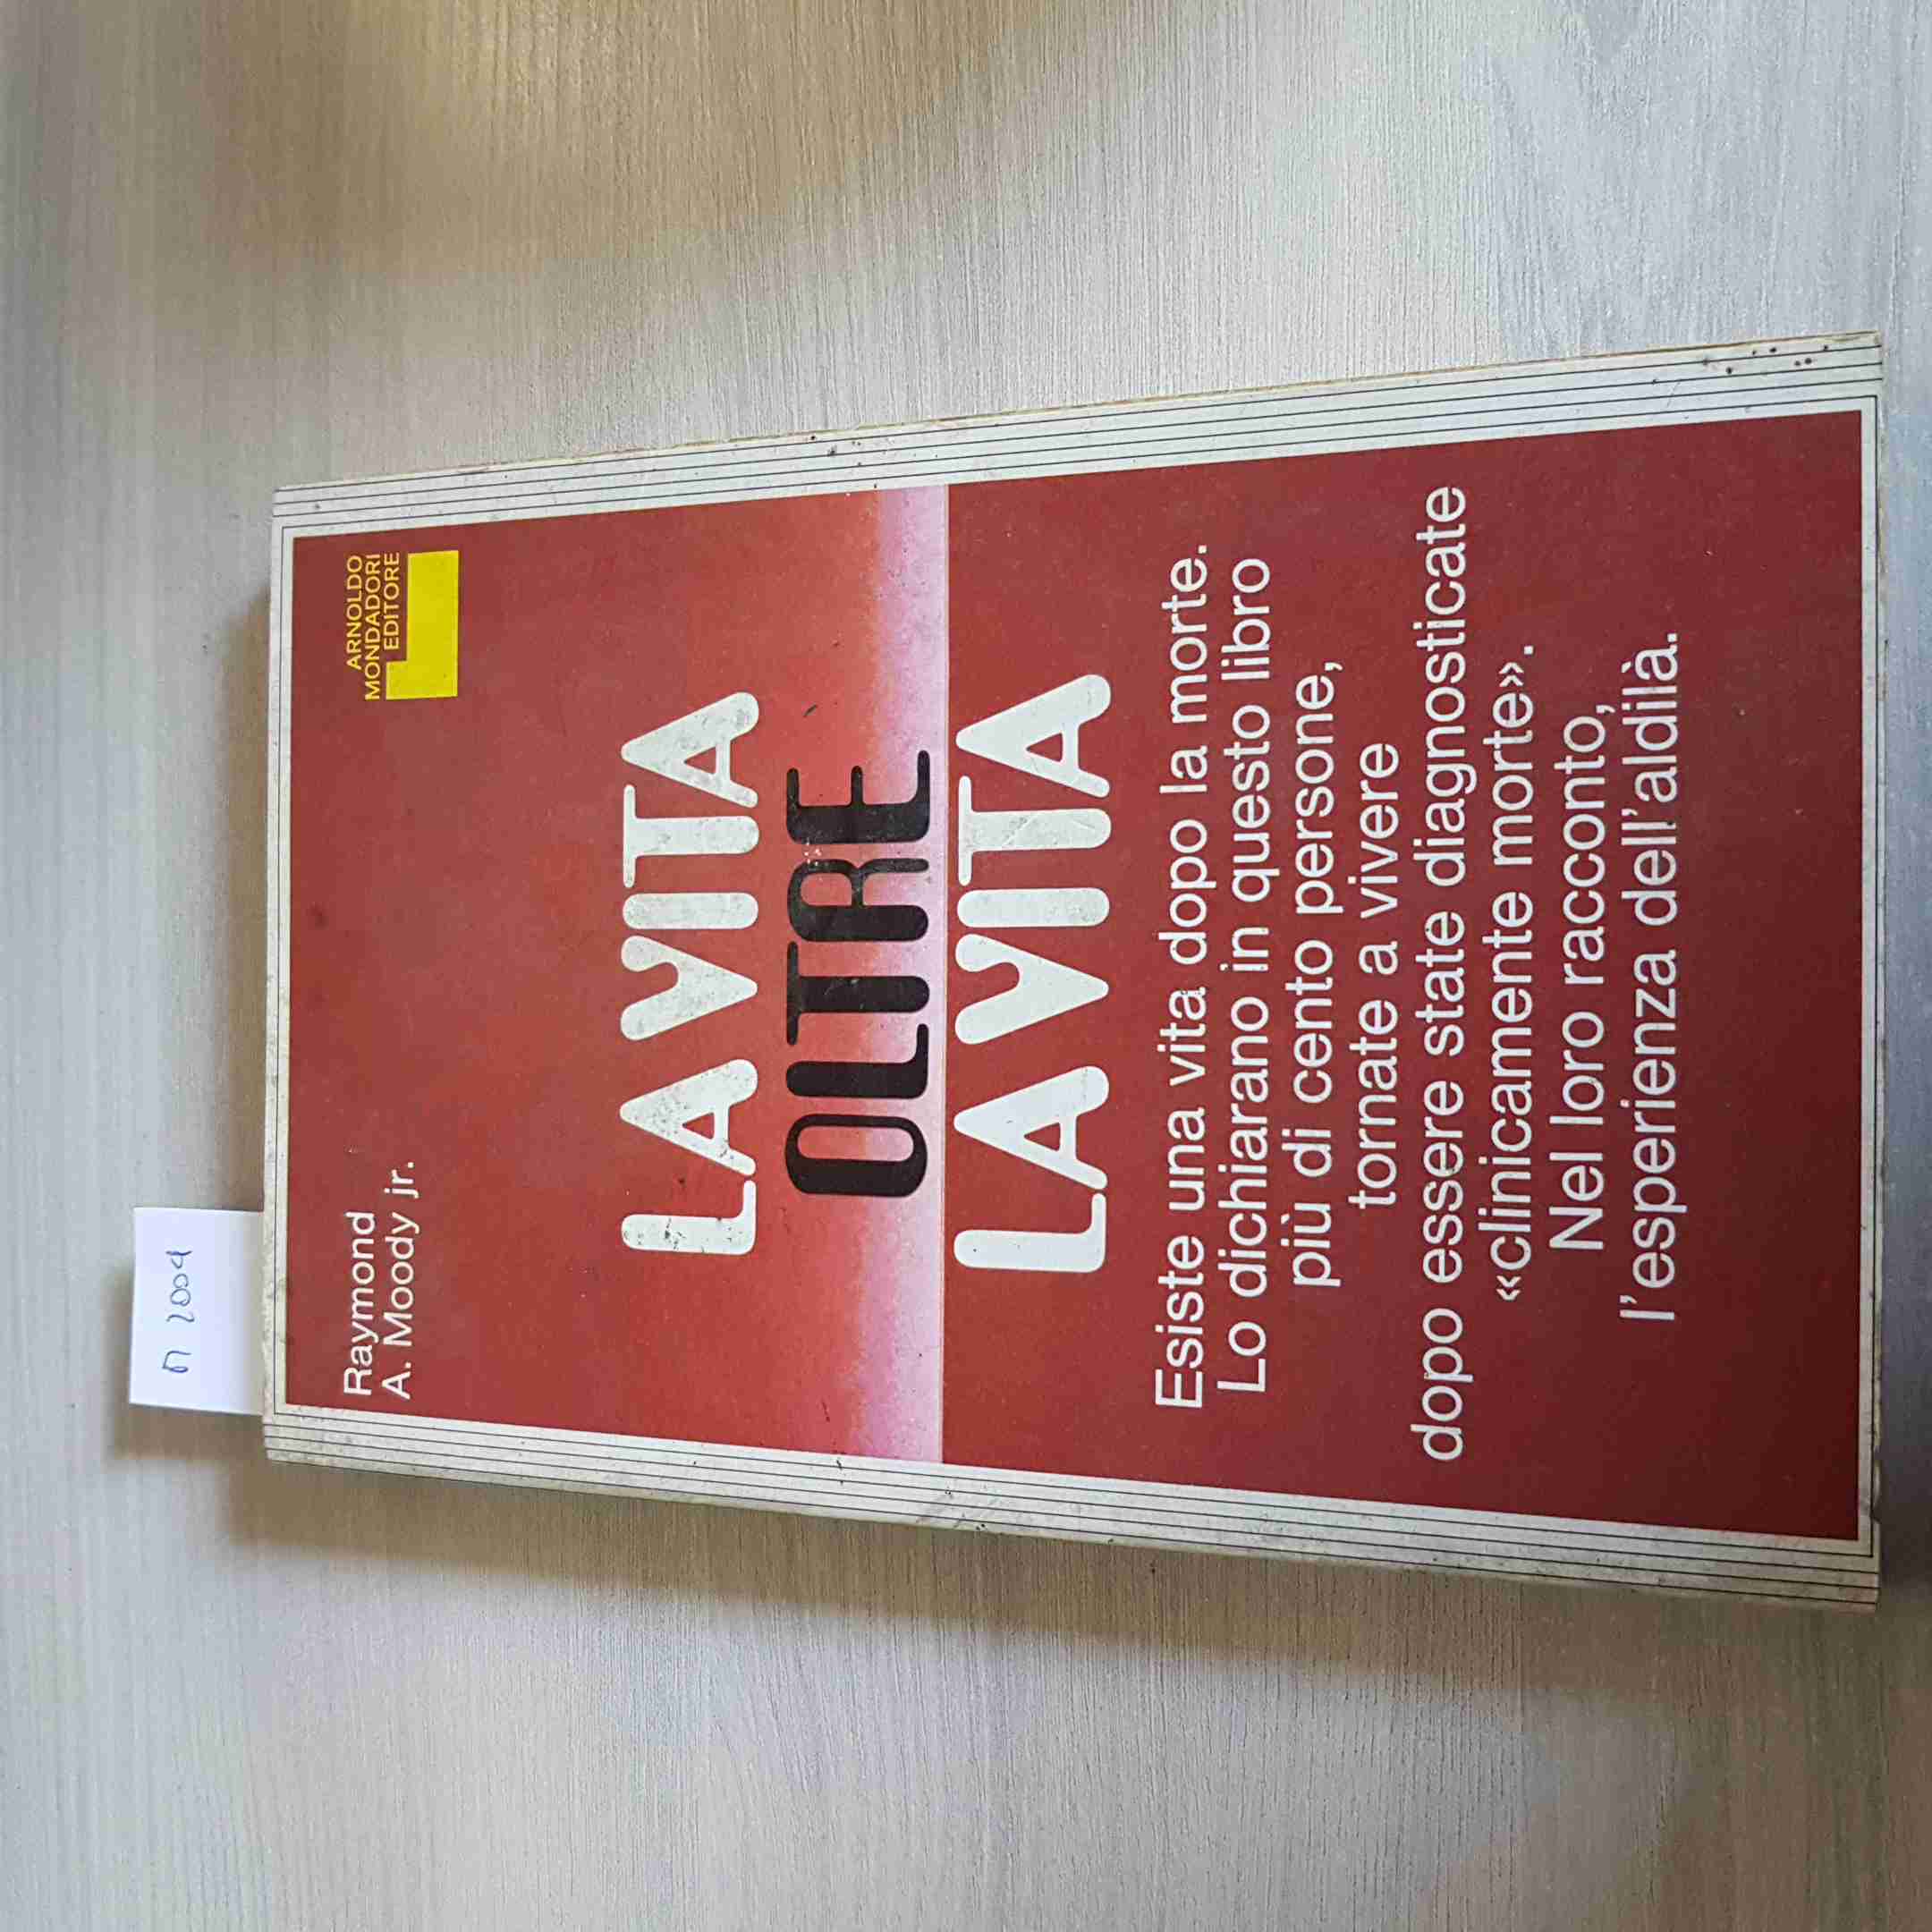 M 2004
Raymond
A. Moody jr.
ARNOLDO
MONDADORI
EDITORE
LA VITA
OLTRE
LA VITA
Esiste una vita dopo la morte.
Lo dichiarano in questo libro
più di cento persone,
tornate a vivere
dopo essere state diagnosticate
«clinicamente morte».
Nel loro racconto,
l'esperienza dell'aldilà.